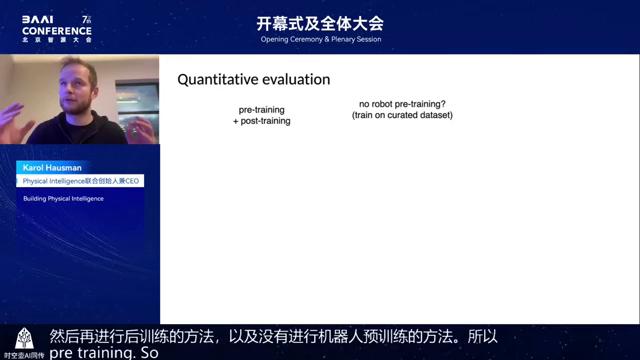 BAAI
CONFERENCE
北京智源大会
7th
开幕式及全体大会
Opening Ceremony & Plenary Session
Quantitative evaluation
pre-training
+ post-training
no robot pre-training?
(train on curated dataset)
Karol Hausman
Physical Intelligence联合创始人兼CEO
Building Physical Intelligence
然后再进行后训练的方法，以及没有进行机器人预训练的方法。所以
pre training. So
时空壶AI同传